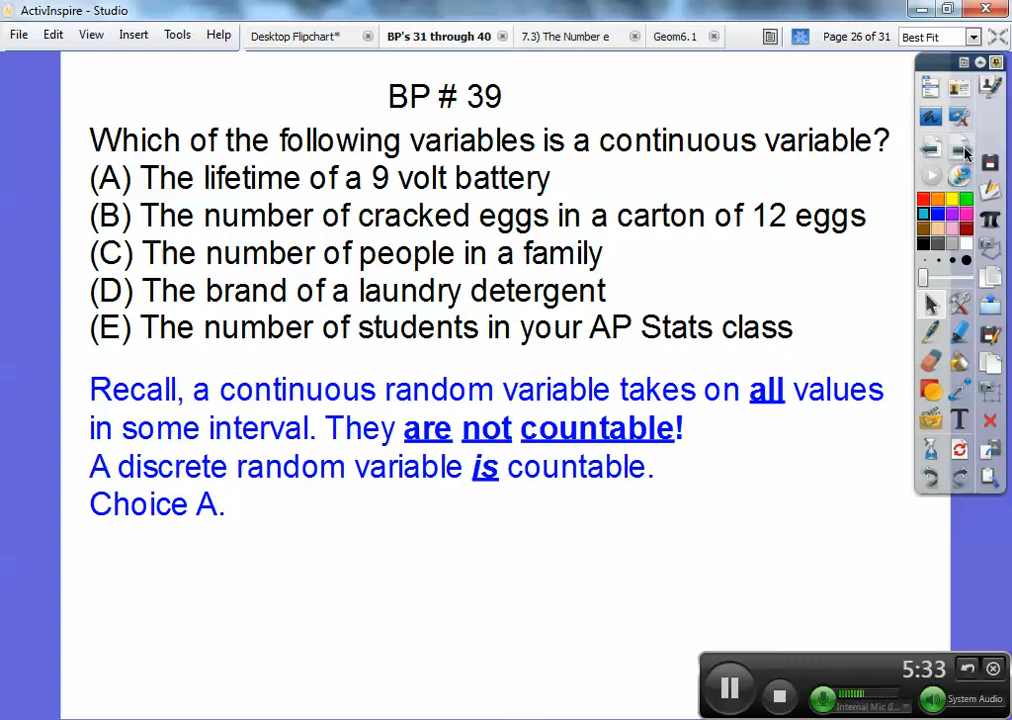 ActivInspire - Studio
File Edit View Insert Tools Help Desktop Flipchart* BP's 31 through 40 7.3) The Number e Geom6.1 Page 26 of 31 Best Fit
BP # 39
Which of the following variables is a continuous variable?
(A) The lifetime of a 9 volt battery
(B) The number of cracked eggs in a carton of 12 eggs
(C) The number of people in a family
(D) The brand of a laundry detergent
(E) The number of students in your AP Stats class
Recall, a continuous random variable takes on all values
in some interval. They are not countable!
A discrete random variable is countable.
Choice A.
5:33
Internal Mic (I... System Audio